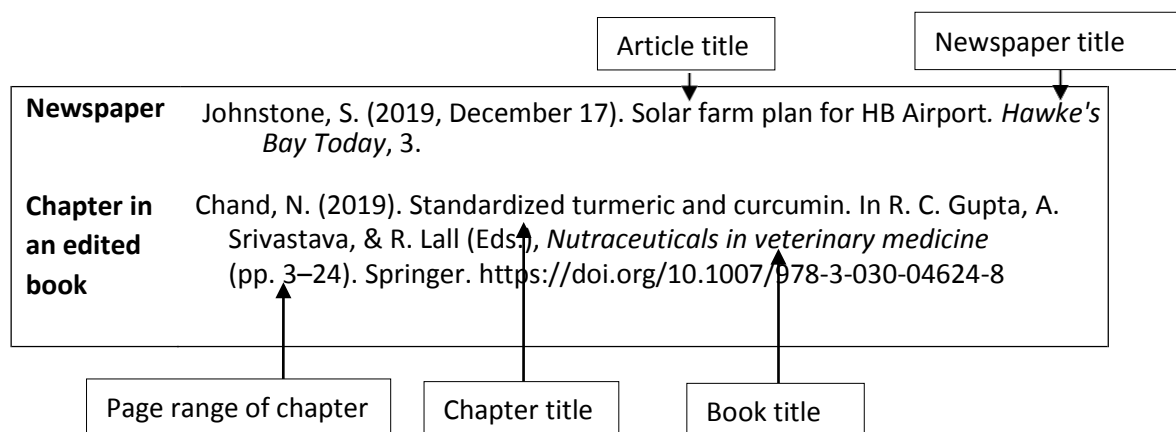 Article title
Newspaper title
Newspaper
Johnstone, S. (2019, December 17). Solar farm plan for HB Airport. Hawke's
Bay Today, 3.
Chapter in
an edited
book
Chand, N. (2019). Standardized turmeric and curcumin. In R. C. Gupta, A.
Srivastava, & R. Lall (Eds.), Nutraceuticals in veterinary medicine
(pp. 3–24). Springer. https://doi.org/10.1007/978-3-030-04624-8
Page range of chapter
Chapter title
Book title